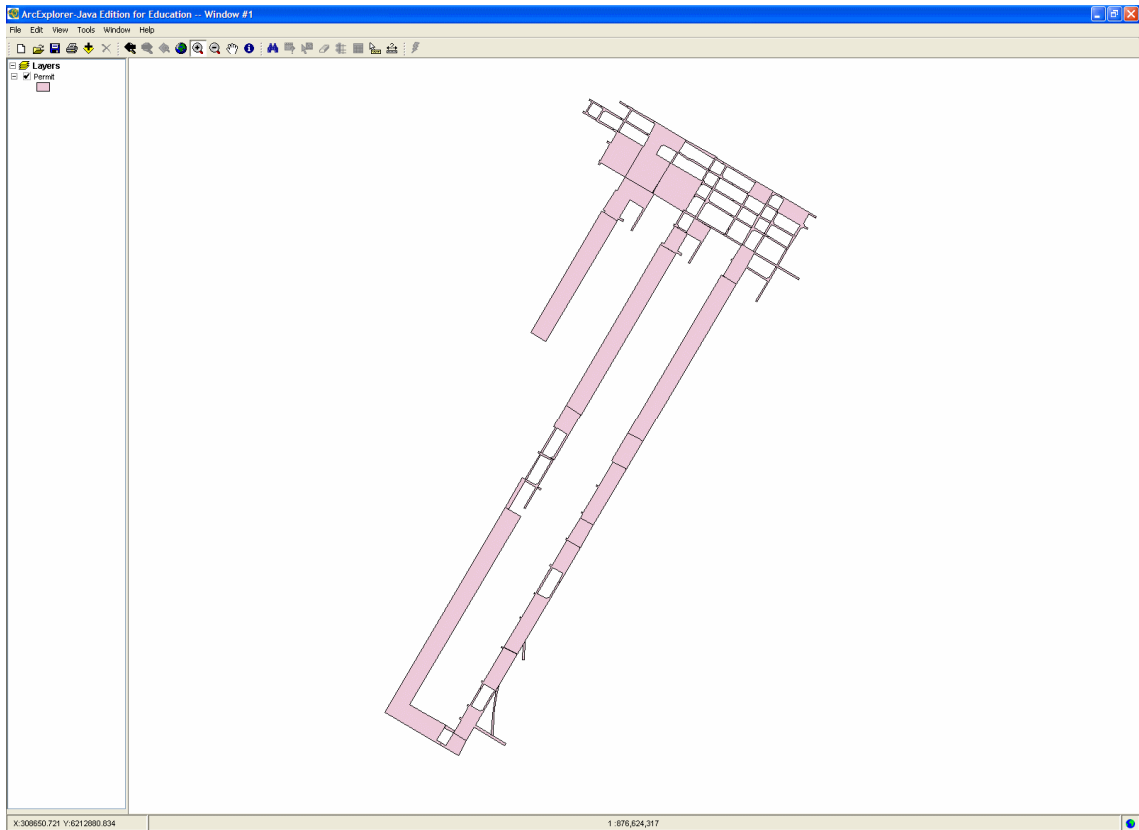 ArcExplorer-Java Edition for Education -- Window #1
File Edit View Tools Window Help
Layers
Permit
X:308650.721 Y:6212880.834
1 :876,624,317